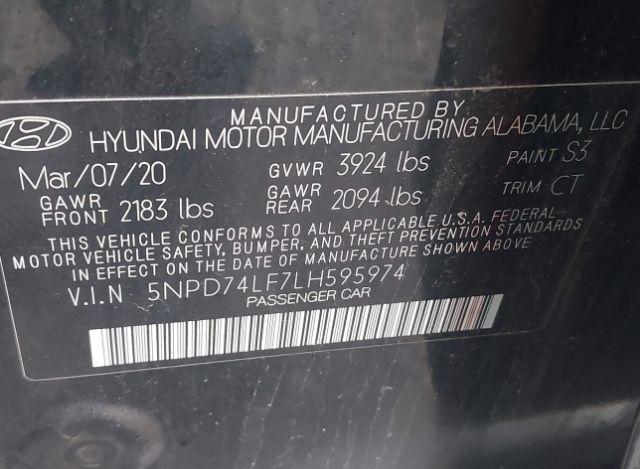 MANUFACTURED BY
HYUNDAI MOTOR MANUFACTURING ALABAMA, LLC
Mar/07/20 GVWR 3924 lbs PAINT S3
GAWR FRONT 2183 lbs GAWR REAR 2094 lbs TRIM CT
THIS VEHICLE CONFORMS TO ALL APPLICABLE U.S.A. FEDERAL
MOTOR VEHICLE SAFETY, BUMPER, AND THEFT PREVENTION STANDARDS
IN EFFECT ON THE DATE OF MANUFACTURE SHOWN ABOVE
V.I.N 5NPD74LF7LH595974
PASSENGER CAR